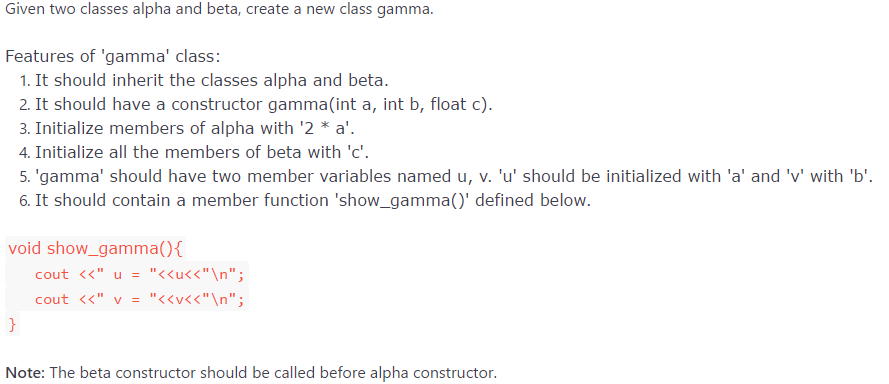 Given two classes alpha and beta, create a new class gamma.
Features of 'gamma' class:
1. It should inherit the classes alpha and beta.
2. It should have a constructor gamma(int a, int b, float c).
3. Initialize members of alpha with '2 * a'.
4. Initialize all the members of beta with 'c'.
5. 'gamma' should have two member variables named u, v. 'u' should be initialized with 'a' and 'v' with 'b'.
6. It should contain a member function 'show_gamma()' defined below.
void show_gamma(){
cout <<" u = "<<u<<"\n";
cout <<" v = "<<v<<"\n";
}
Note: The beta constructor should be called before alpha constructor.